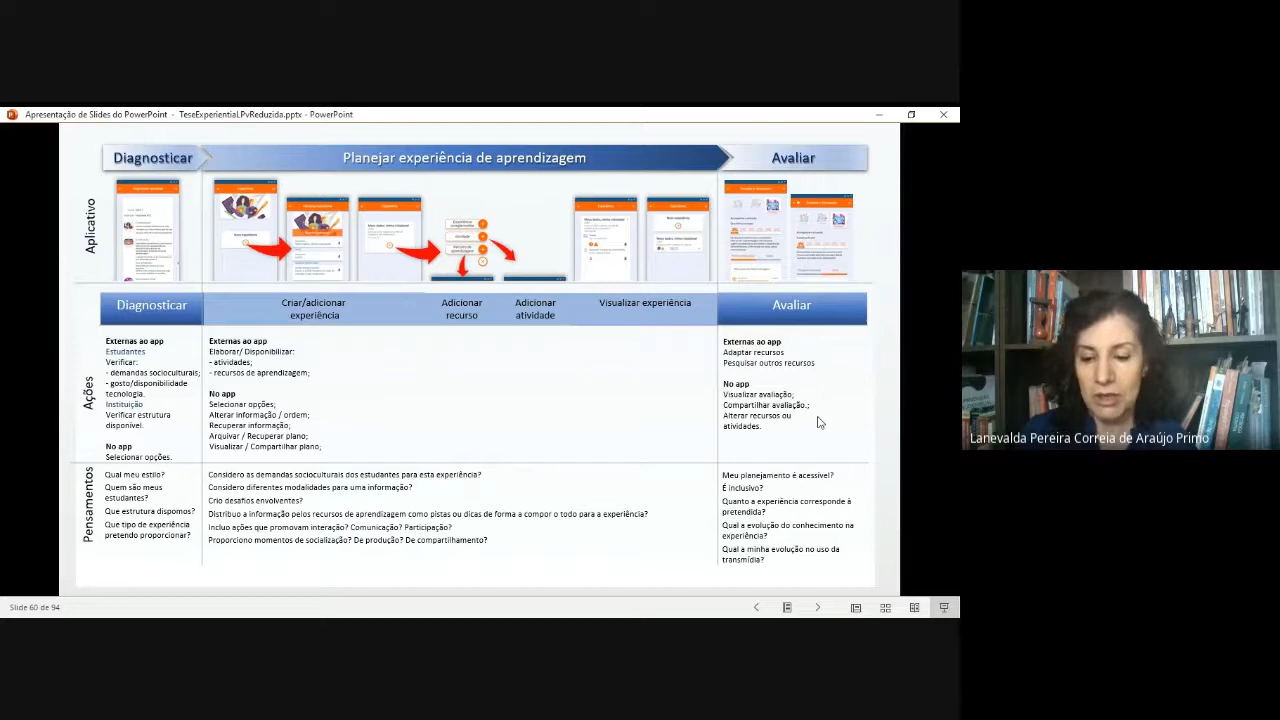 Apresentação de Slides do PowerPoint - TeseExperiential.PvReduzida.pptx - PowerPoint
Diagnosticar
Planejar experiência de aprendizagem
Avaliar
Aplicativo
Diagnosticar
Criar/adicionar
experiência
Adicionar
recurso
Adicionar
atividade
Visualizar experiência
Avaliar
Ações
Externas ao app
Estudantes
Verificar:
- demandas socioculturais;
- gosto/disponibilidade
tecnologia.
Instituição
Verificar estrutura
disponível.
No app
Selecionar opções.
Externas ao app
Elaborar/ Disponibilizar:
- atividades;
- recursos de aprendizagem;
No app
Selecionar opções;
Alterar informação / ordem;
Recuperar informação;
Arquivar / Recuperar plano;
Visualizar / Compartilhar plano;
Externas ao app
Adaptar recursos
Pesquisar outros recursos
No app
Visualizar avaliação;
Compartilhar avaliação.;
Alterar recursos ou
atividades.
Pensamentos
Qual meu estilo?
Quem são meus
estudantes?
Que estrutura dispomos?
Que tipo de experiência
pretendo proporcionar?
Considero as demandas socioculturais dos estudantes para esta experiência?
Considero diferentes modalidades para uma informação?
Crio desafios envolventes?
Distribuo a informação pelos recursos de aprendizagem como pistas ou dicas de forma a compor o todo para a experiência?
Incluo ações que promovam interação? Comunicação? Participação?
Proporciono momentos de socialização? De produção? De compartilhamento?
Meu planejamento é acessível?
É inclusivo?
Quanto a experiência corresponde à
pretendida?
Qual a evolução do conhecimento na
experiência?
Qual a minha evolução no uso da
transmídia?
Slide 60 de 94
Lanevalda Pereira Correia de Araújo Primo